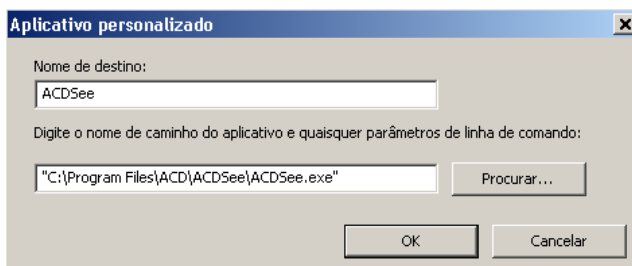 Aplicativo personalizado
Nome de destino:
ACDSee
Digite o nome de caminho do aplicativo e quaisquer parâmetros de linha de comando:
"C:\Program Files\ACD\ACDSee\ACDSee.exe"
Procurar...
OK
Cancelar